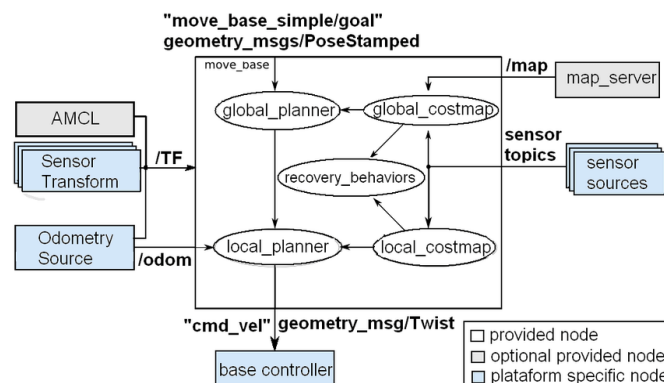 "move_base_simple/goal"
geometry_msgs/PoseStamped
move_base
/map
map_server
AMCL
global_planner
global_costmap
/TF
sensor
topics
Sensor
Transform
recovery_behaviors
sensor
sources
Odometry
Source
/odom
local_planner
local_costmap
"cmd_vel"
geometry_msg/Twist
base controller
provided node
optional provided node
plataform specific node